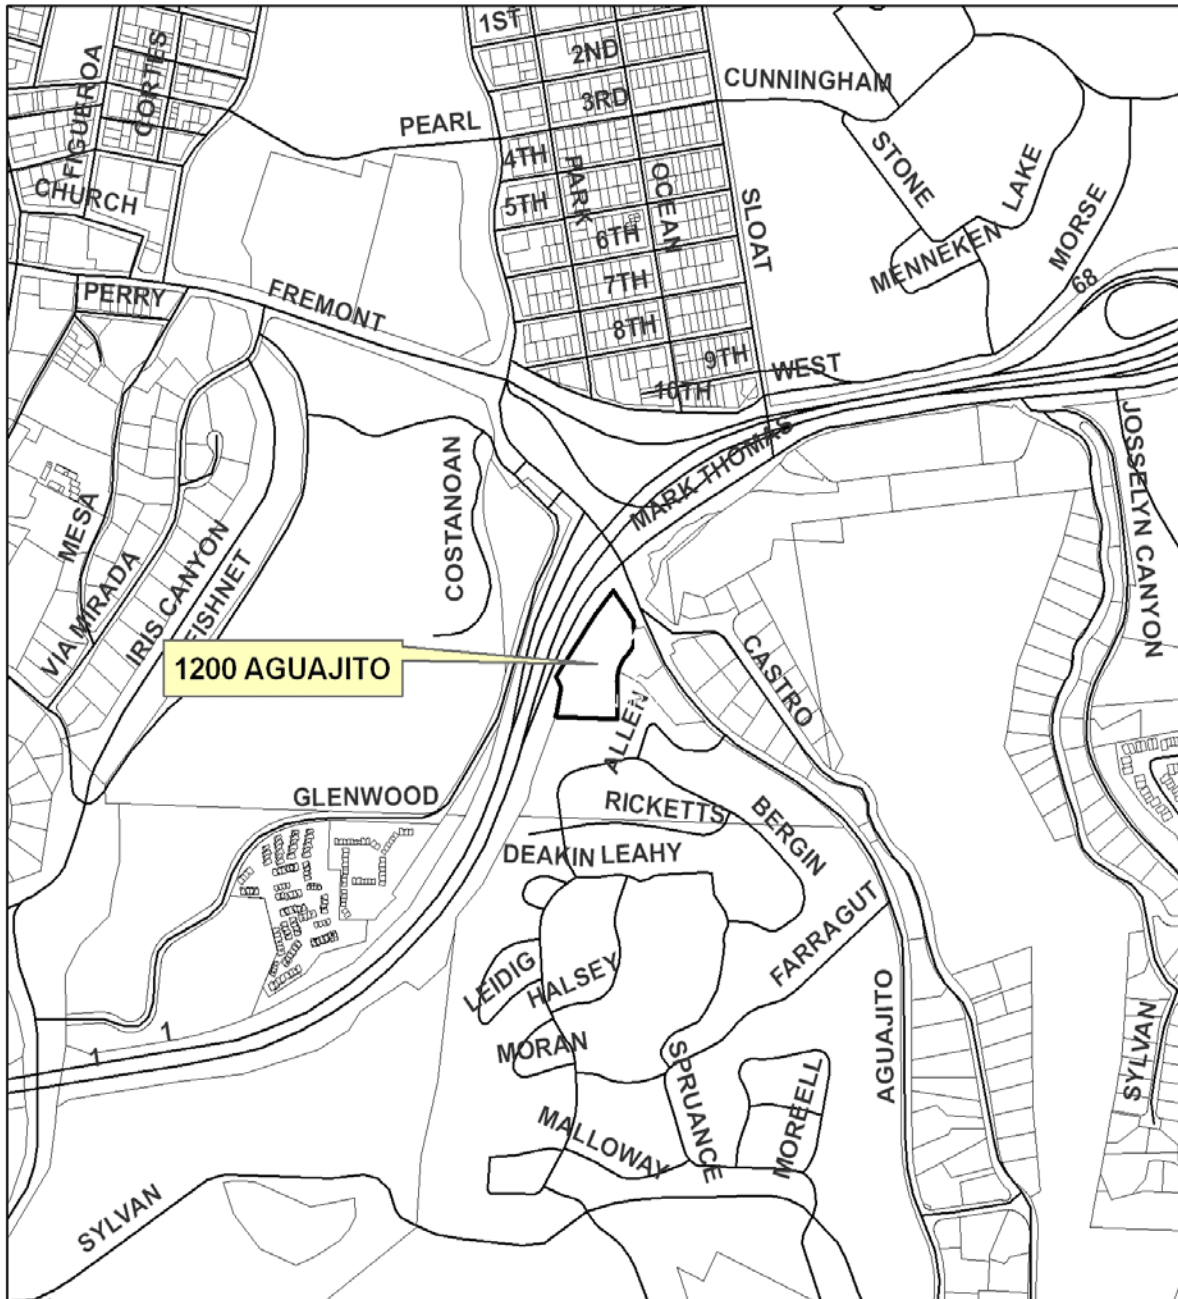 1ST
2ND
3RD
CUNNINGHAM
FIGUEROA
CORTES
PEARL
4TH
PARK
OCEAN
STONE
LAKE
CHURCH
5TH
6TH
SLOAT
MORSE
MENNEKEN
PERRY
FREMONT
7TH
68
8TH
9TH
WEST
10TH
MARK THOMAS
JOSSELYN CANYON
COSTANOAN
MESA
VIA MIRADA
IRIS CANYON
FISHNET
1200 AGUAJITO
CASTRO
ALLEN
GLENWOOD
RICKETTS
BERGIN
DEAKIN
LEAHY
FARRAGUT
LEIDIG
HALSEY
AGUAJITO
1
1
MORAN
SPRUANCE
MOREELL
SYLVAN
MALLOWAY
SYLVAN